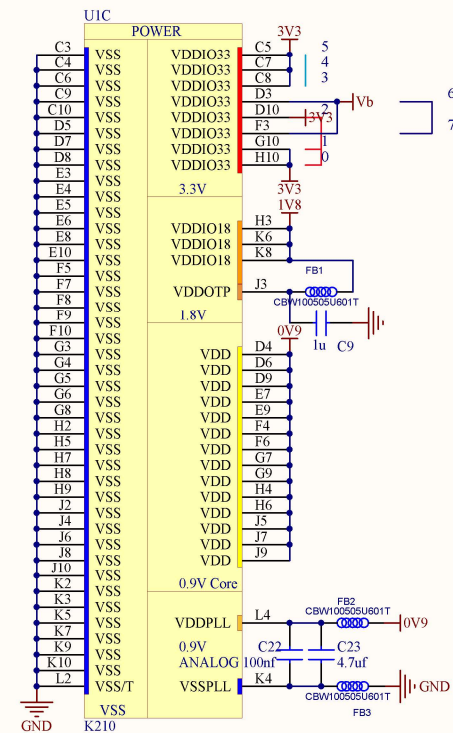 U1C
POWER
C3 VSS VDDIO33 C5 3V3 5
C4 VSS VDDIO33 C7 4
C6 VSS VDDIO33 C8 3
C9 VSS VDDIO33 D3 Vb 6
C10 VSS VDDIO33 D10 3V3 2
D5 VSS VDDIO33 F3 7
D7 VSS VDDIO33 G10 1
D8 VSS VDDIO33 H10 0
E3 VSS
E4 VSS 3.3V 3V3
E5 VSS 1V8
E6 VSS VDDIO18 H3
E8 VSS VDDIO18 K6
E10 VSS VDDIO18 K8
F5 VSS FB1
F7 VSS VDDOTP J3
CBW100505U601T
F8 VSS 1.8V
F9 VSS 1u C9
F10 VSS 0V9
G3 VSS VDD D4
G4 VSS VDD D6
G5 VSS VDD D9
G6 VSS VDD E7
G8 VSS VDD E9
H2 VSS VDD F4
H5 VSS VDD F6
H7 VSS VDD G7
H8 VSS VDD G9
H9 VSS VDD H4
J2 VSS VDD H6
J4 VSS VDD J5
J6 VSS VDD J7
J8 VSS VDD J9
J10 VSS
K2 VSS 0.9V Core
K3 VSS FB2
CBW100505U601T
K5 VSS VDDPLL L4 0V9
K7 VSS
K9 VSS 0.9V C22 C23
K10 VSS ANALOG 100nf 4.7uf
L2 VSS/T VSSPLL K4 GND
CBW100505U601T
VSS FB3
GND K210